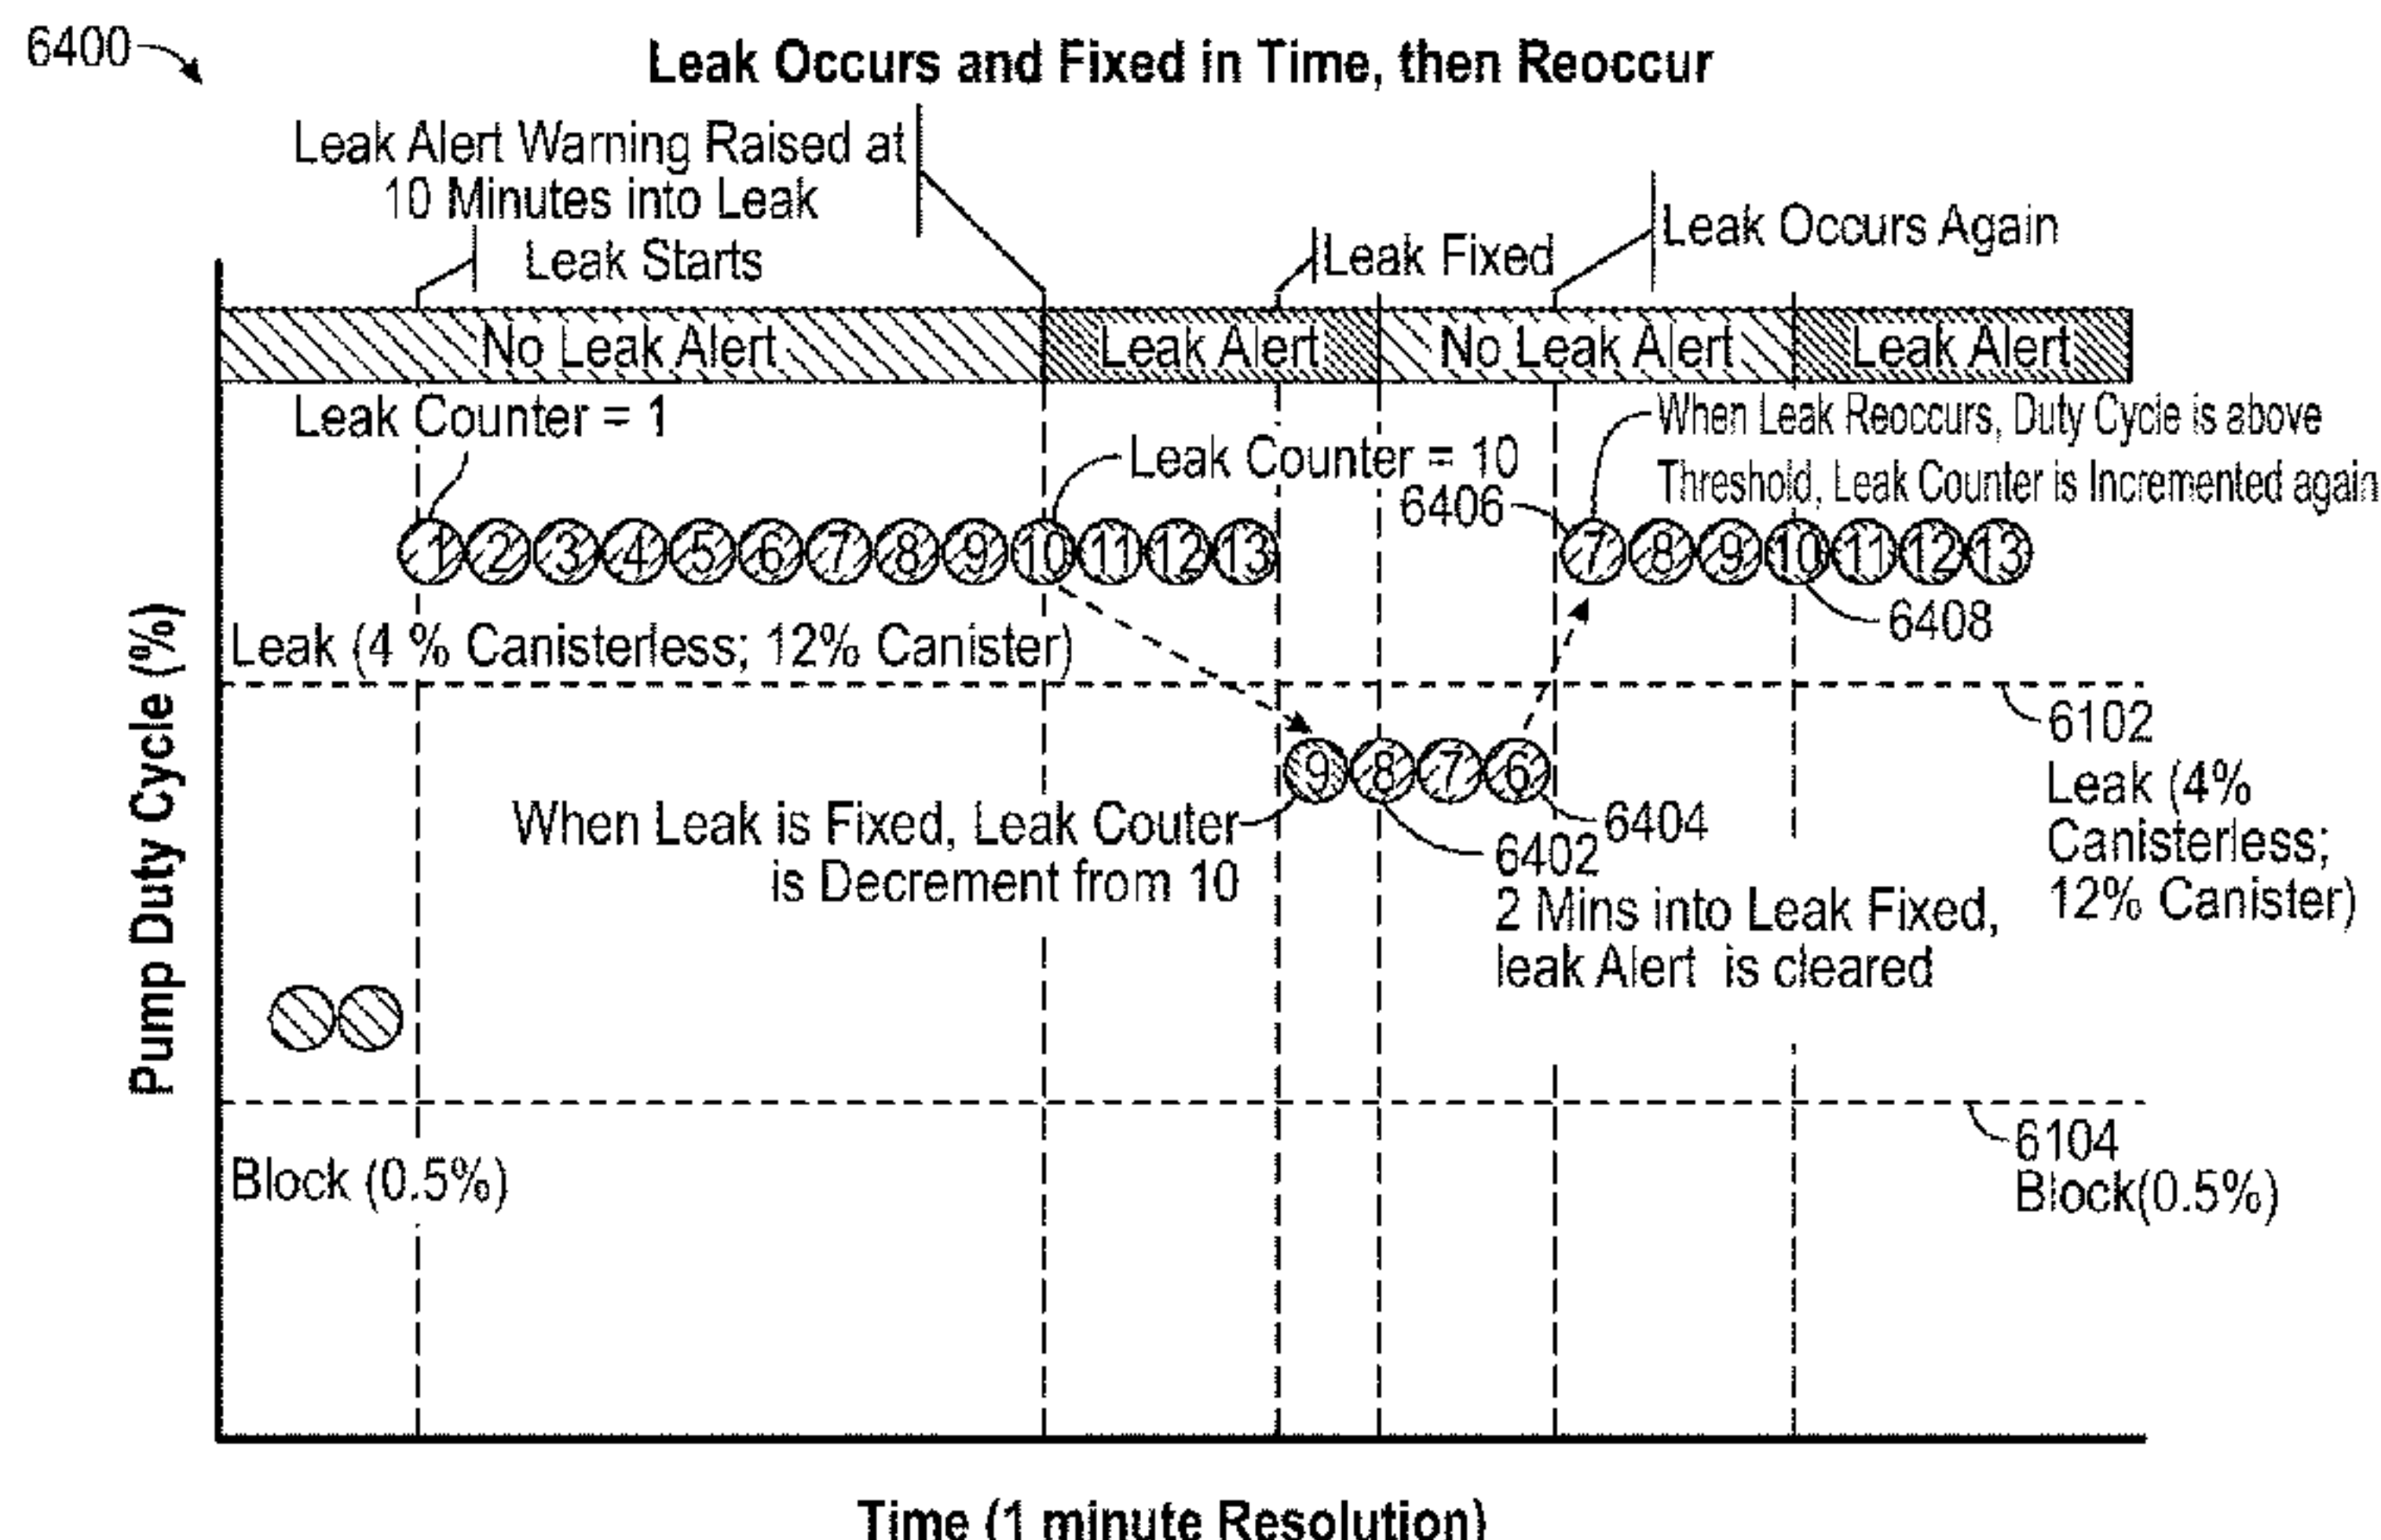 6400
Leak Occurs and Fixed in Time, then Reoccur
Leak Alert Warning Raised at
10 Minutes into Leak
Leak Starts
Leak Fixed
Leak Occurs Again
No Leak Alert
Leak Alert
No Leak Alert
Leak Alert
Leak Counter = 1
Leak Counter = 10
When Leak Reoccurs, Duty Cycle is above
Threshold, Leak Counter is Incremented again
6406
1 2 3 4 5 6 7 8 9 10 11 12 13
7 8 9 10 11 12 13
6408
Leak (4 % Canisterless; 12% Canister)
6102
Leak (4%
Canisterless;
12% Canister)
9 8 7 6
When Leak is Fixed, Leak Couter
is Decrement from 10
6404
6402
2 Mins into Leak Fixed,
leak Alert is cleared
Pump Duty Cycle (%)
6104
Block(0.5%)
Block (0.5%)
Time (1 minute Resolution)